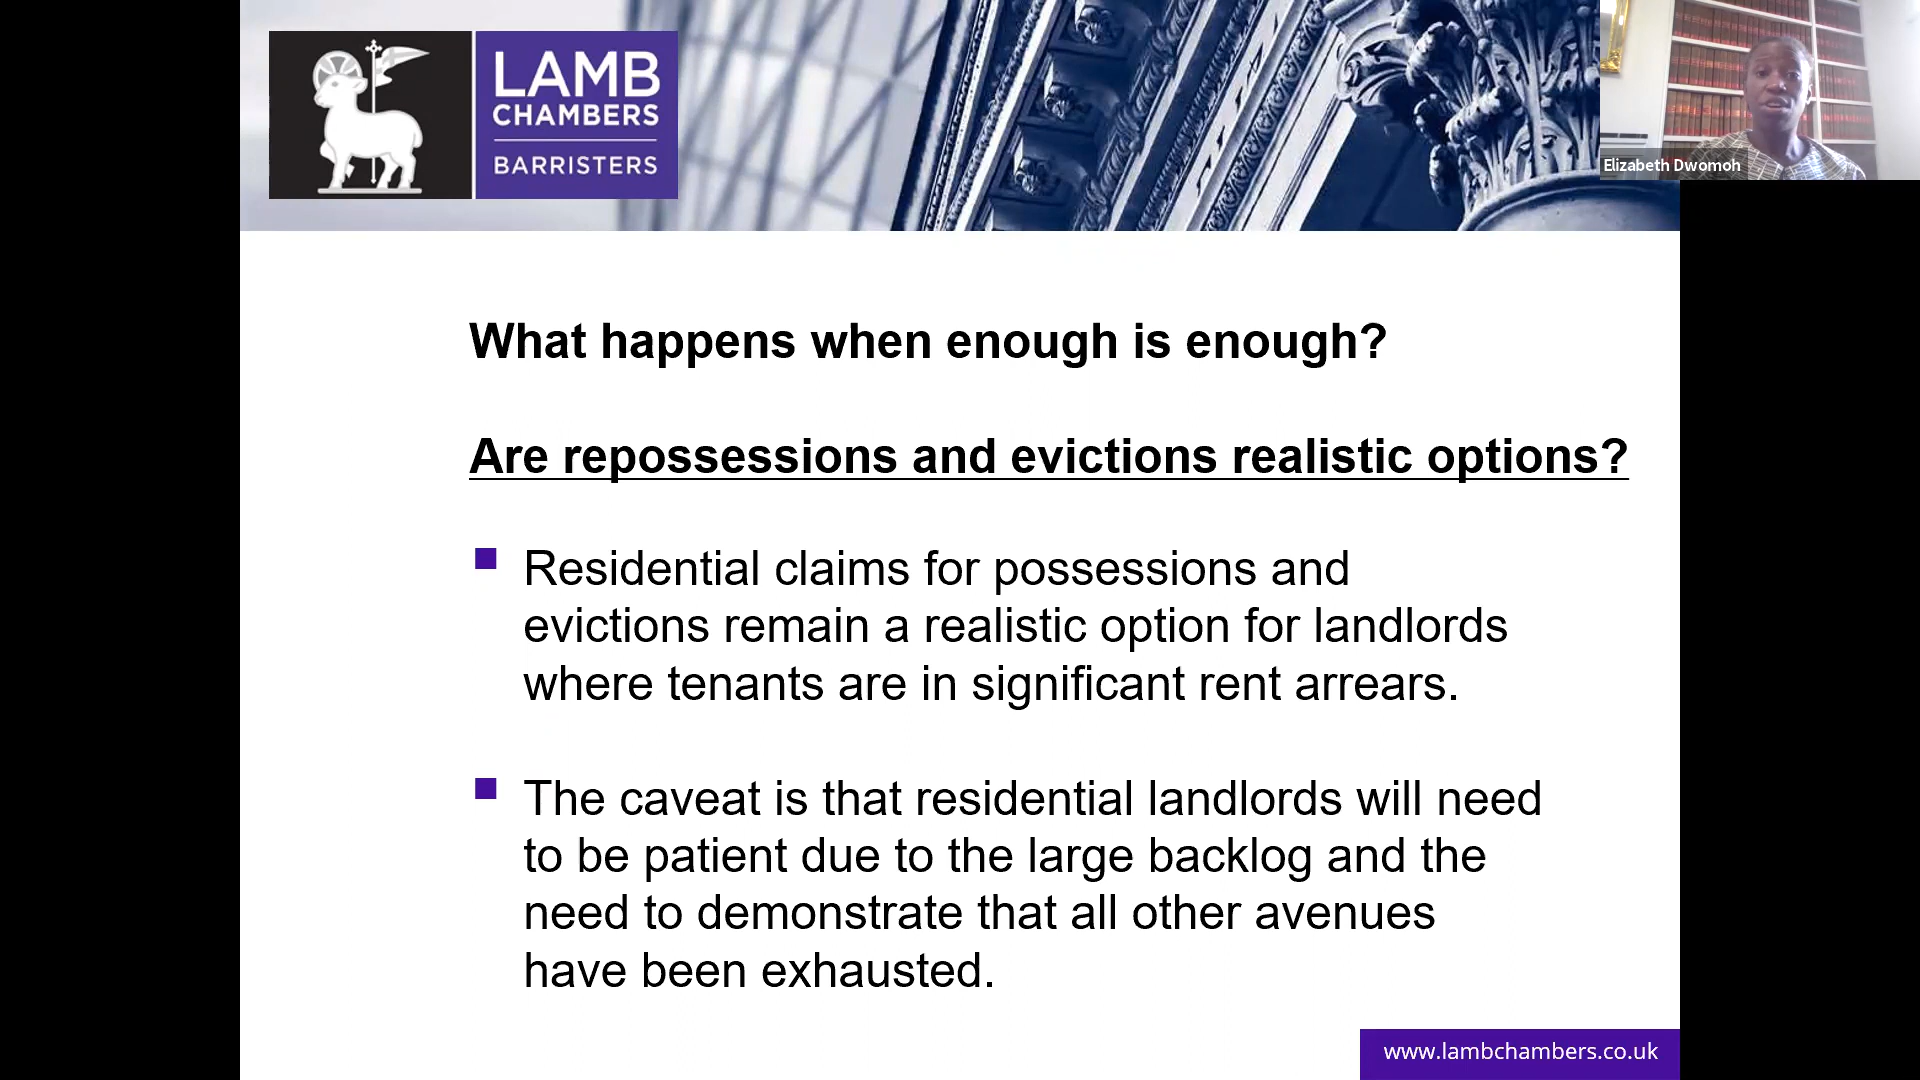 LAMB
CHAMBERS
BARRISTERS
Elizabeth Dwomoh
What happens when enough is enough?
Are repossessions and evictions realistic options?
Residential claims for possessions and
evictions remain a realistic option for landlords
where tenants are in significant rent arrears.
The caveat is that residential landlords will need
to be patient due to the large backlog and the
need to demonstrate that all other avenues
have been exhausted.
www.lambchambers.co.uk